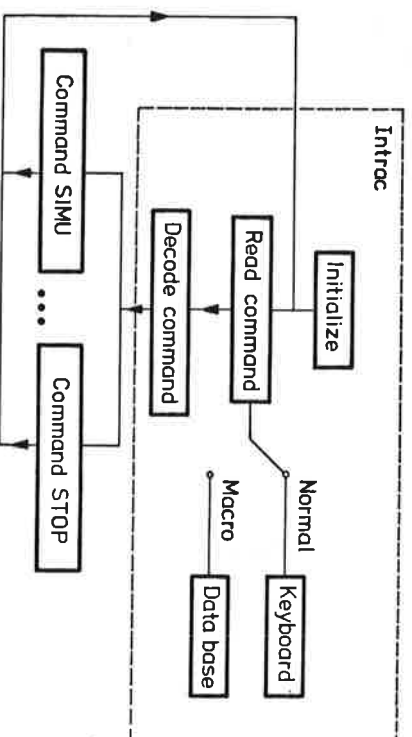 Intrac
Initialize
Read command
Decode command
Normal
Macro
Keyboard
Data base
Command SIMU
• • •
Command STOP